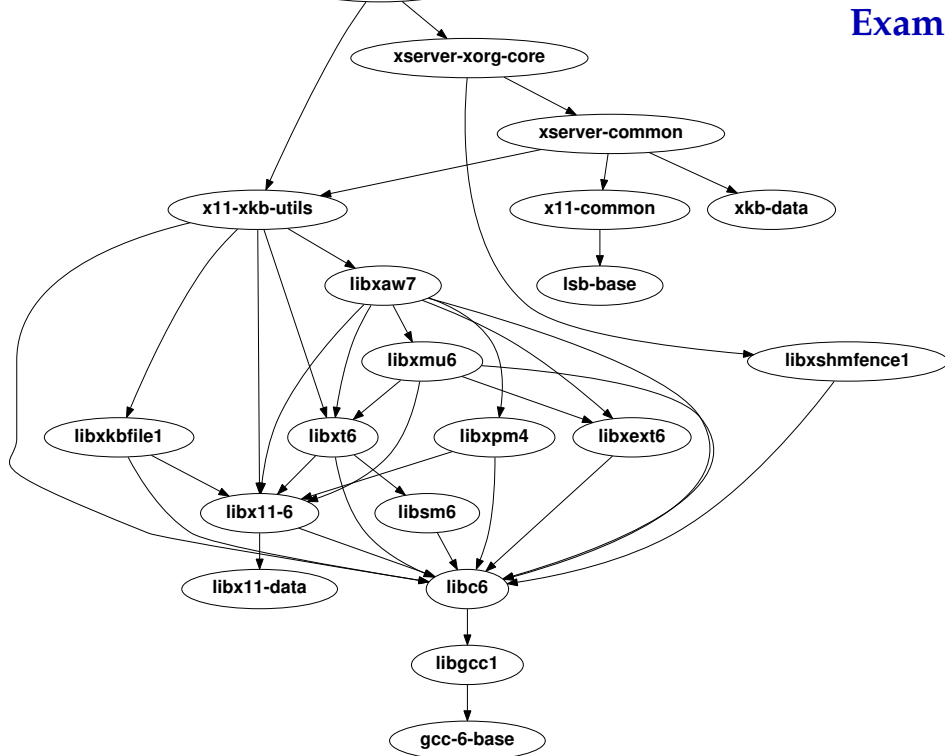 Exam
xserver-xorg-core
xserver-common
x11-xkb-utils
x11-common
xkb-data
libxaw7
lsb-base
libxmu6
libxshmfence1
libxkbfile1
libxt6
libxpm4
libxext6
libx11-6
libsm6
libx11-data
libc6
libgcc1
gcc-6-base